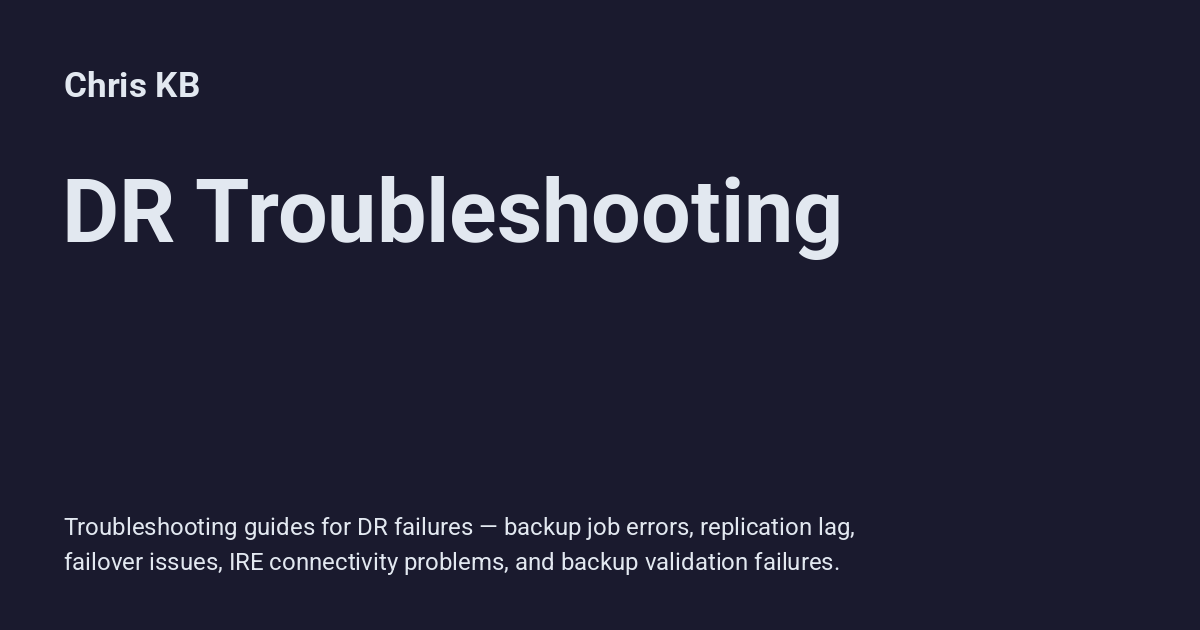 Chris KB
DR Troubleshooting
Troubleshooting guides for DR failures — backup job errors, replication lag,
failover issues, IRE connectivity problems, and backup validation failures.